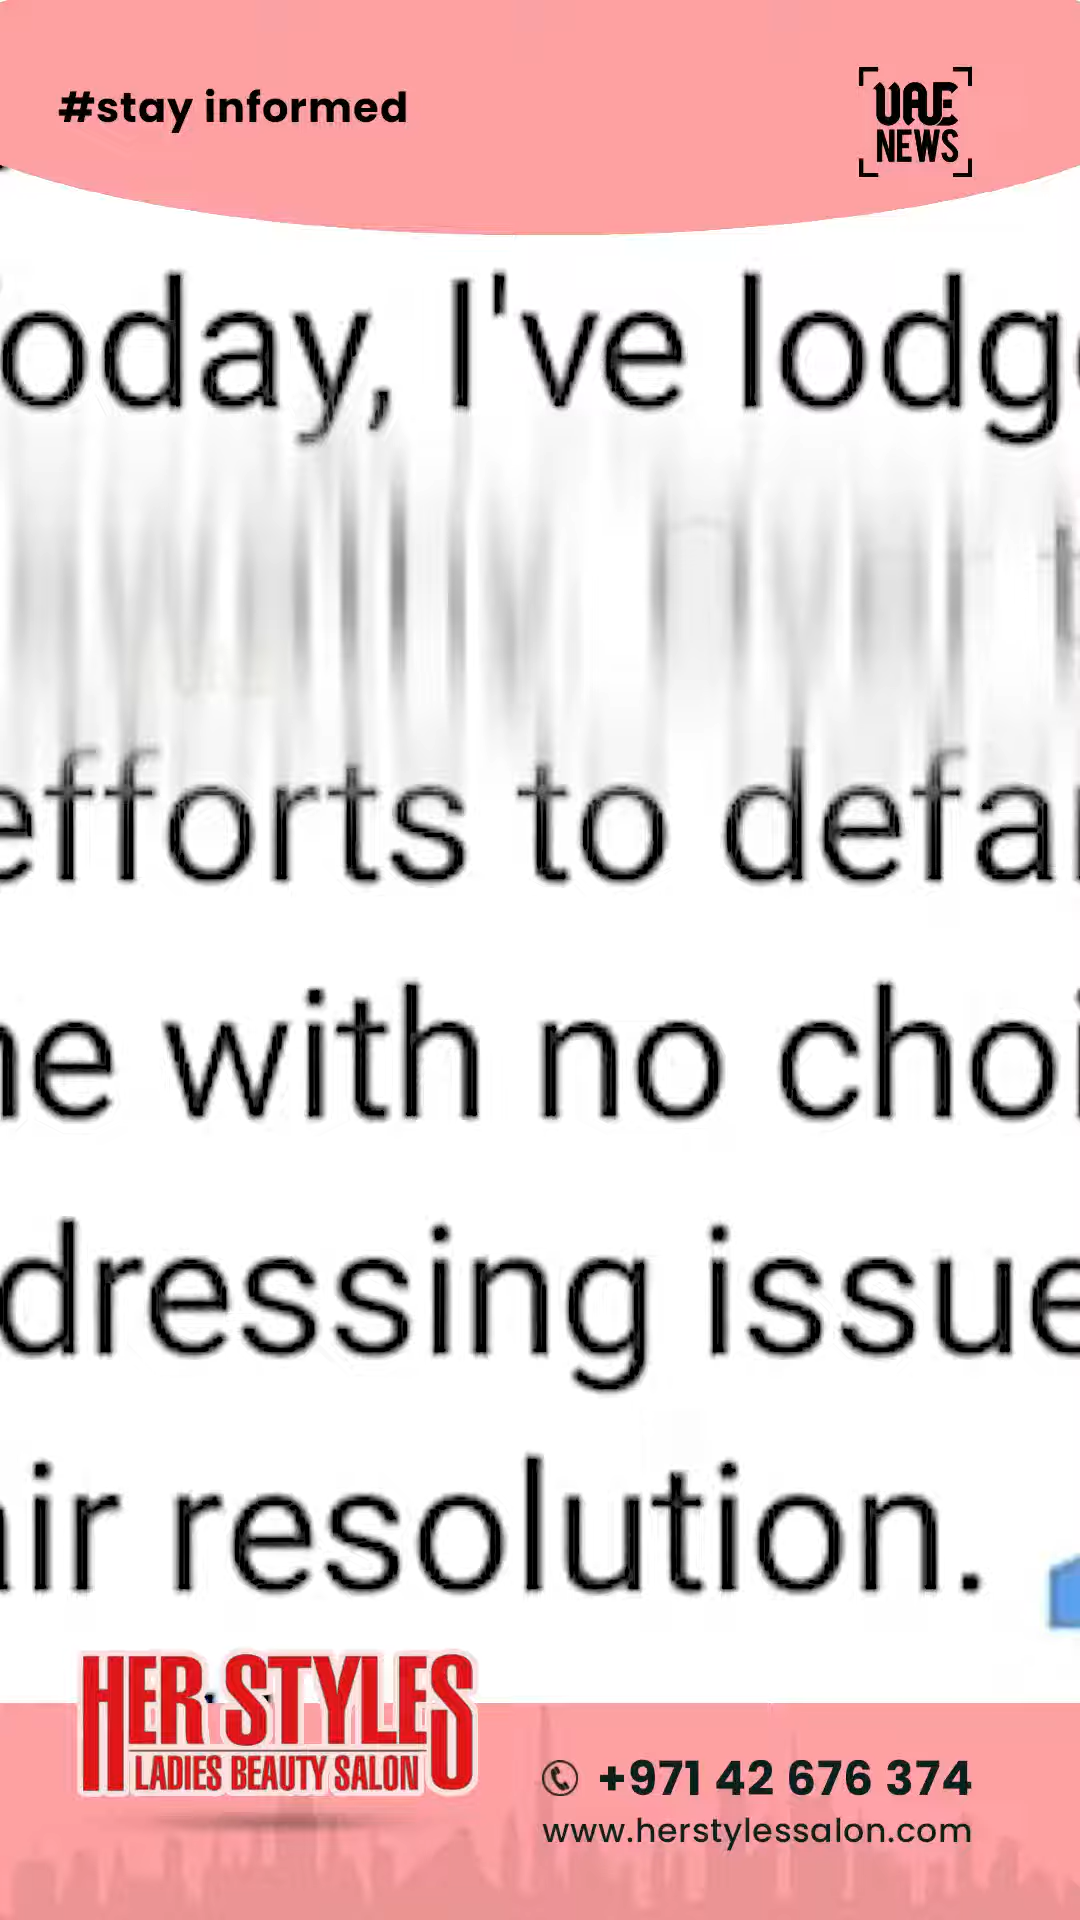 #stay informed
UAE
NEWS
oday, I've lodg
efforts to defa
e with no choi
dressing issue
ir resolution.
HER STYLES
LADIES BEAUTY SALON
+971 42 676 374
www.herstylessalon.com